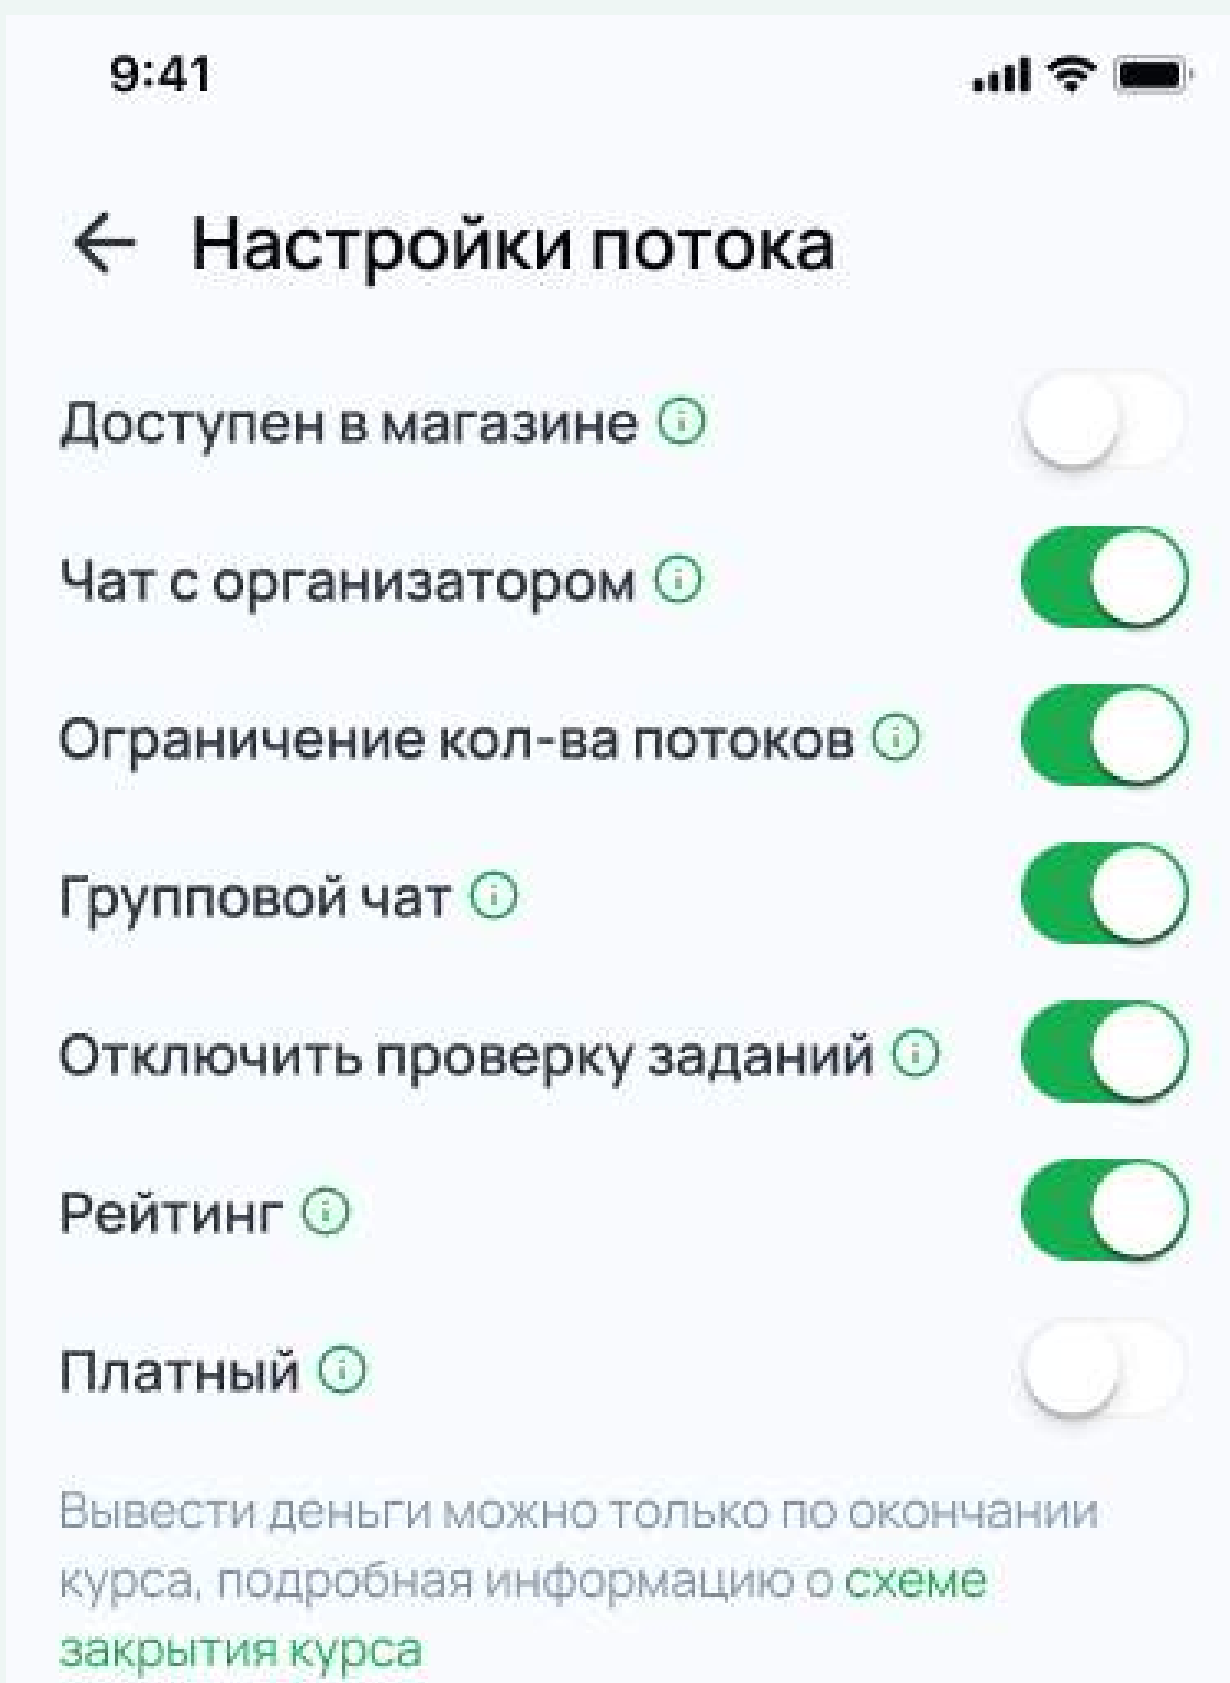 9:41
Настройки потока
Доступен в магазине
Чат с организатором
Ограничение кол-ва потоков
Групповой чат
Отключить проверку заданий
Рейтинг
Платный
Вывести деньги можно только по окончании
курса, подробная информацию о схеме
закрытия курса